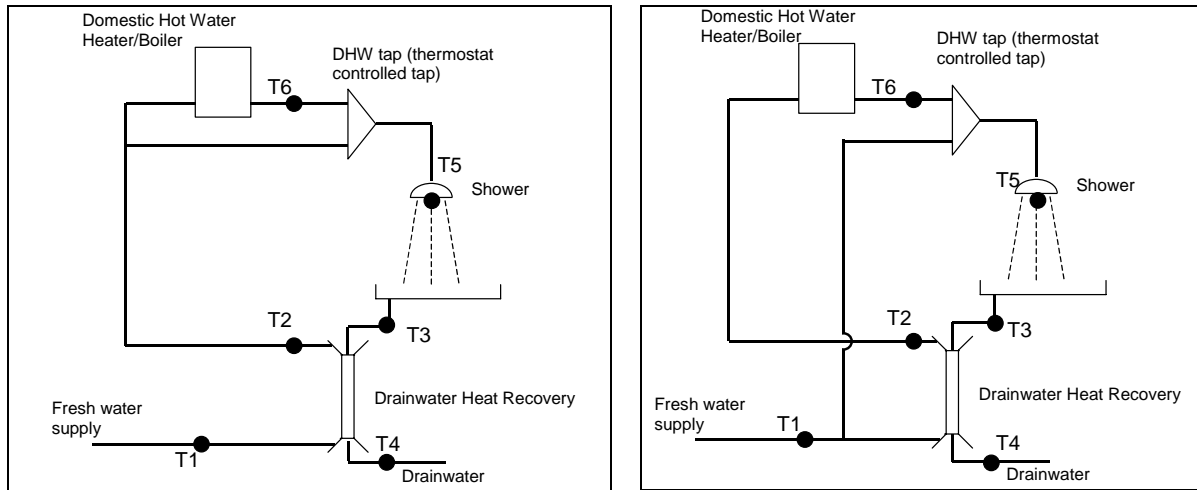 Domestic Hot Water
Heater/Boiler
DHW tap (thermostat
controlled tap)
T6
T5
Shower
T2
T3
Drainwater Heat Recovery
Fresh water
supply
T1
T4
Drainwater
Domestic Hot Water
Heater/Boiler
DHW tap (thermostat
controlled tap)
T6
T5
Shower
T2
T3
Drainwater Heat Recovery
Fresh water
supply
T1
T4
Drainwater